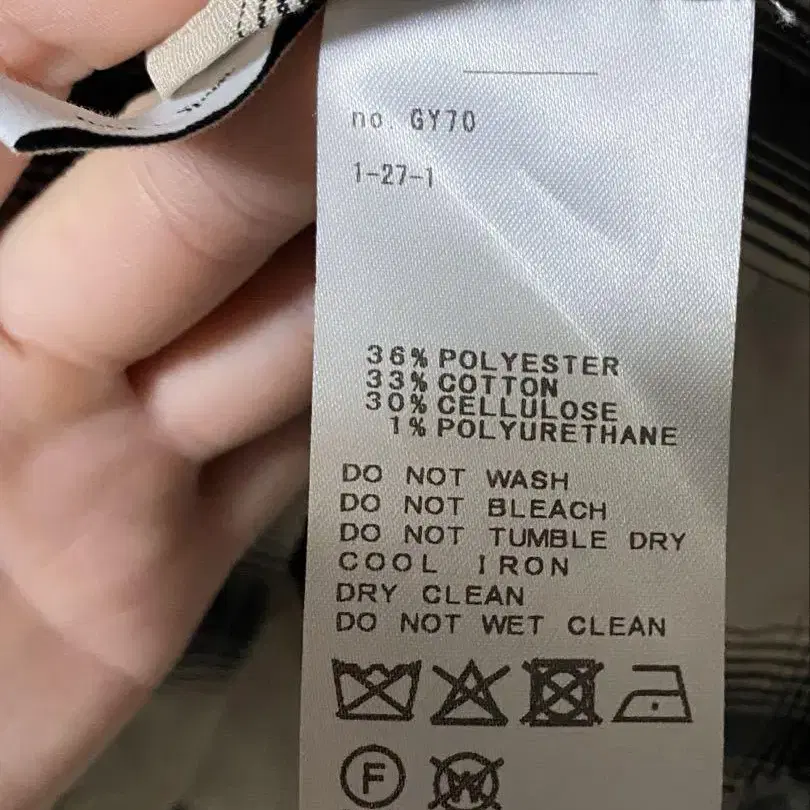 no. GY70
1-27-1
36% POLYESTER
33% COTTON
30% CELLULOSE
1% POLYURETHANE
DO NOT WASH
DO NOT BLEACH
DO NOT TUMBLE DRY
COOL IRON
DRY CLEAN
DO NOT WET CLEAN
F W